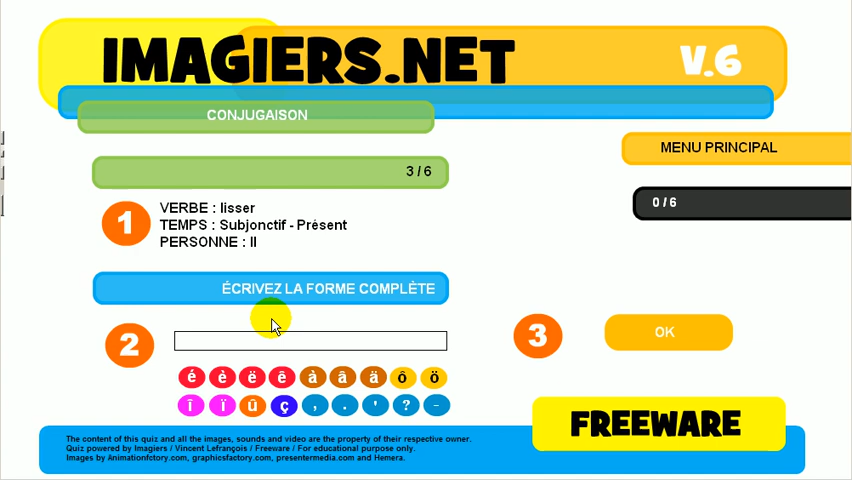 IMAGIERS.NET
V.6
CONJUGAISON
MENU PRINCIPAL
3 / 6
0 / 6
1
VERBE : lisser
TEMPS : Subjonctif - Présent
PERSONNE : Il
ÉCRIVEZ LA FORME COMPLÈTE
2
3
OK
é è ë ê à â ä ô ö
î ï û ç , . ' ? -
FREEWARE
The content of this quiz and all the images, sounds and video are the property of their respective owner.
Quiz powered by Imagiers / Vincent Lefrançois / Freeware / For educational purpose only.
Images by Animationfctory.com, graphicsfactory.com, presentermedia.com and Hemera.